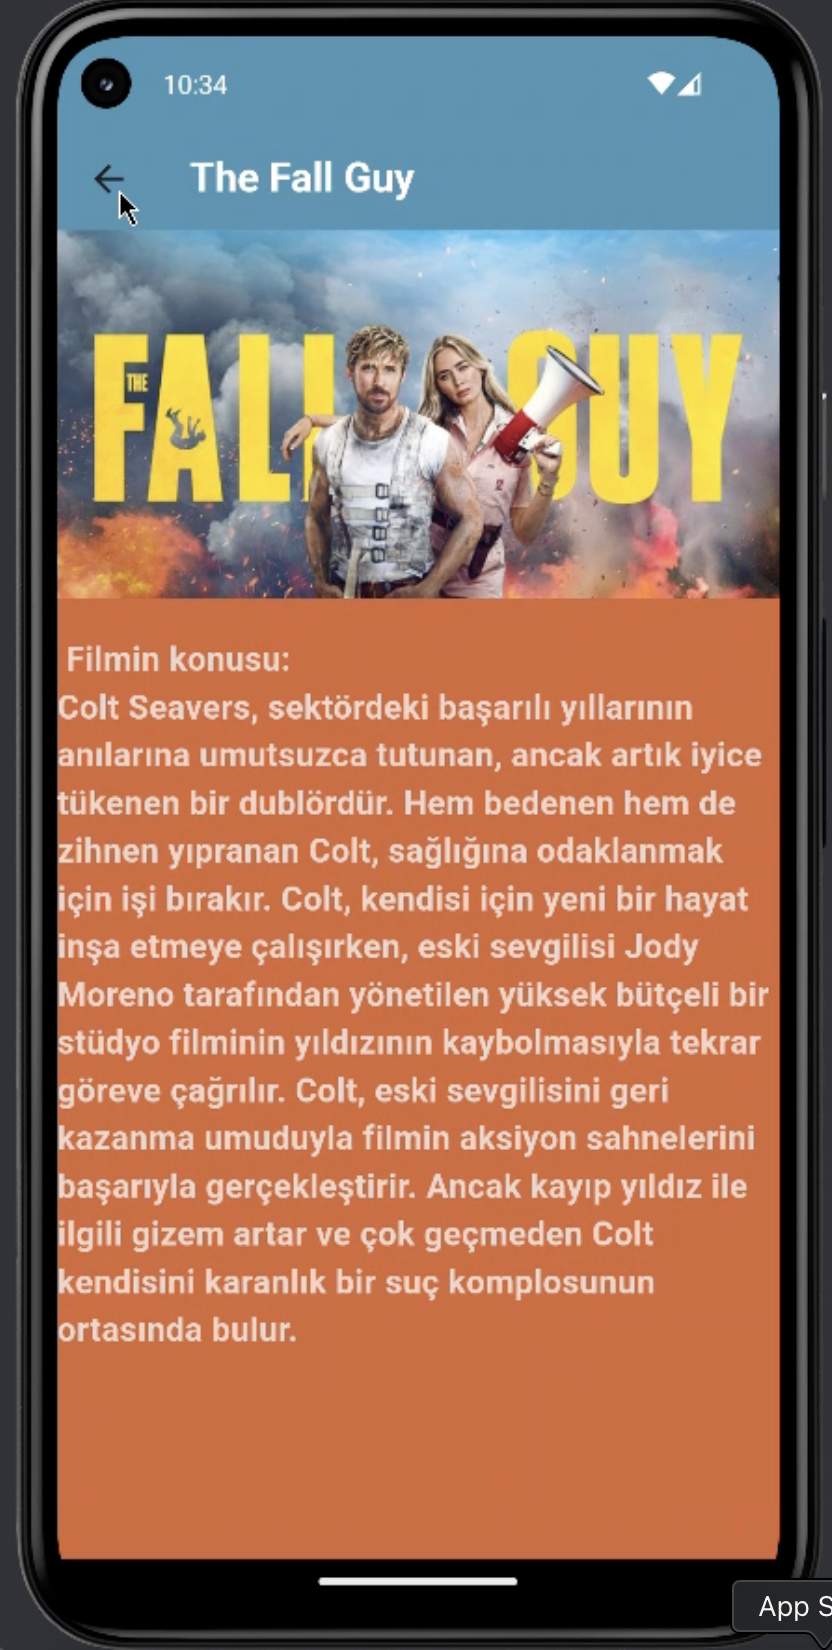 10:34
The Fall Guy
THE
FALL GUY
Filmin konusu:
Colt Seavers, sektördeki başarılı yıllarının
anılarına umutsuzca tutunan, ancak artık iyice
tükenen bir dublördür. Hem bedenen hem de
zihnen yıpranan Colt, sağlığına odaklanmak
için işi bırakır. Colt, kendisi için yeni bir hayat
inşa etmeye çalışırken, eski sevgilisi Jody
Moreno tarafından yönetilen yüksek bütçeli bir
stüdyo filminin yıldızının kaybolmasıyla tekrar
göreve çağrılır. Colt, eski sevgilisini geri
kazanma umuduyla filmin aksiyon sahnelerini
başarıyla gerçekleştirir. Ancak kayıp yıldız ile
ilgili gizem artar ve çok geçmeden Colt
kendisini karanlık bir suç komplosunun
ortasında bulur.
App S